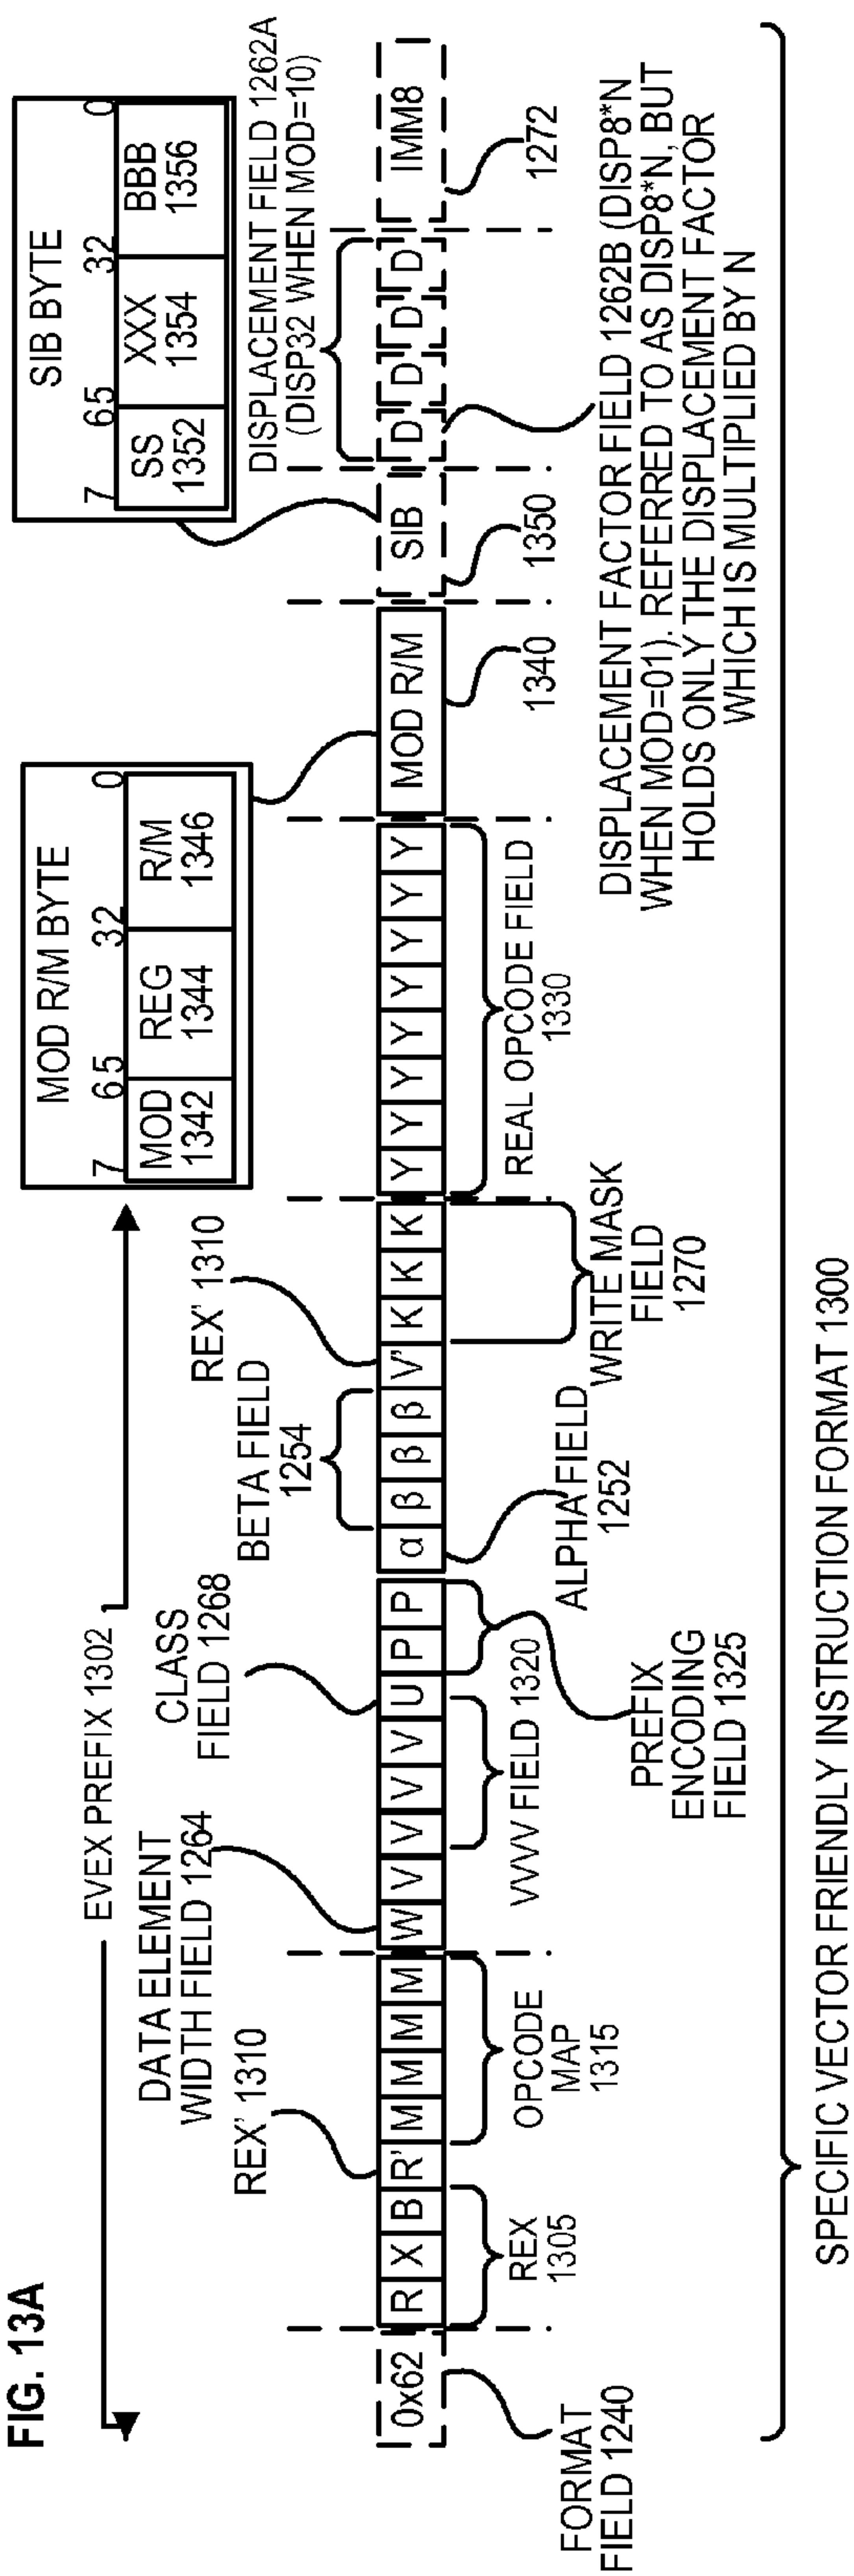 FIG. 13A
EVEX PREFIX 1302
MOD R/M BYTE
7 6 5 3 2 0
MOD REG R/M
1342 1344 1346
SIB BYTE
7 6 5 3 2 0
SS XXX BBB
1352 1354 1356
REX' 1310
DATA ELEMENT
WIDTH FIELD 1264
CLASS
FIELD 1268
BETA FIELD
1254
REX' 1310
DISPLACEMENT FIELD 1262A
(DISP32 WHEN MOD=10)
0x62 R X B R' M M M M W V V V V U P P α β β β V' K K K Y Y Y Y Y Y Y Y MOD R/M SIB D D D D IMM8
FORMAT
FIELD 1240
REX
1305
OPCODE
MAP
1315
VVVV FIELD 1320
PREFIX
ENCODING
FIELD 1325
ALPHA FIELD
1252
WRITE MASK
FIELD
1270
REAL OPCODE FIELD
1330
1340
1350
1272
DISPLACEMENT FACTOR FIELD 1262B (DISP8*N
WHEN MOD=01). REFERRED TO AS DISP8*N, BUT
HOLDS ONLY THE DISPLACEMENT FACTOR
WHICH IS MULTIPLIED BY N
SPECIFIC VECTOR FRIENDLY INSTRUCTION FORMAT 1300